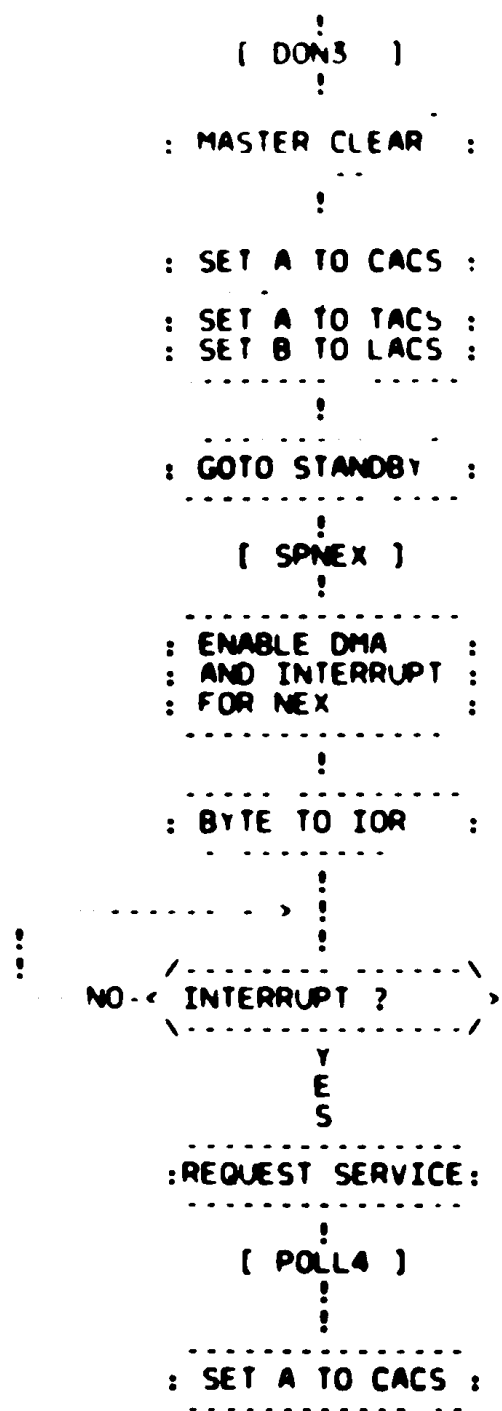 [ DON3 ]
: MASTER CLEAR :
: SET A TO CACS :
: SET A TO TACS :
: SET B TO LACS :
: GOTO STANDBY :
[ SPNEX ]
: ENABLE DMA :
: AND INTERRUPT :
: FOR NEX :
: BYTE TO IOR :
NO-< INTERRUPT ? >
Y
E
S
:REQUEST SERVICE:
[ POLL4 ]
: SET A TO CACS :